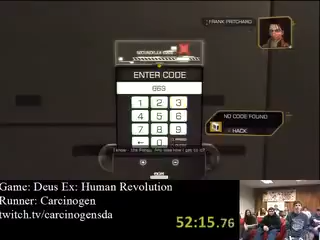 FRANK PRITCHARD
ENTER CODE
663
1 2 3
4 5 6
7 8 9
0
NO CODE FOUND
HACK
Game: Deus Ex: Human Revolution
Runner: Carcinogen
twitch.tv/carcinogensda
52:15.76